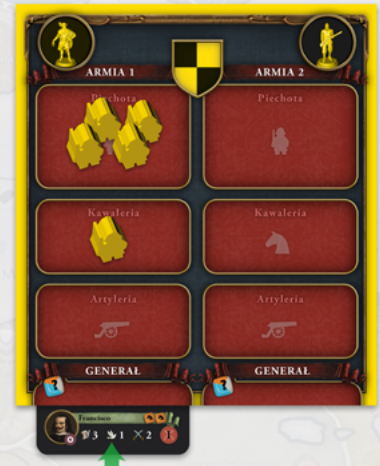 ARMIA 1 ARMIA 2
Piechota Piechota
Kawaleria Kawaleria
Artyleria Artyleria
GENERAŁ GENERAŁ
Francisco
3 1 2 I